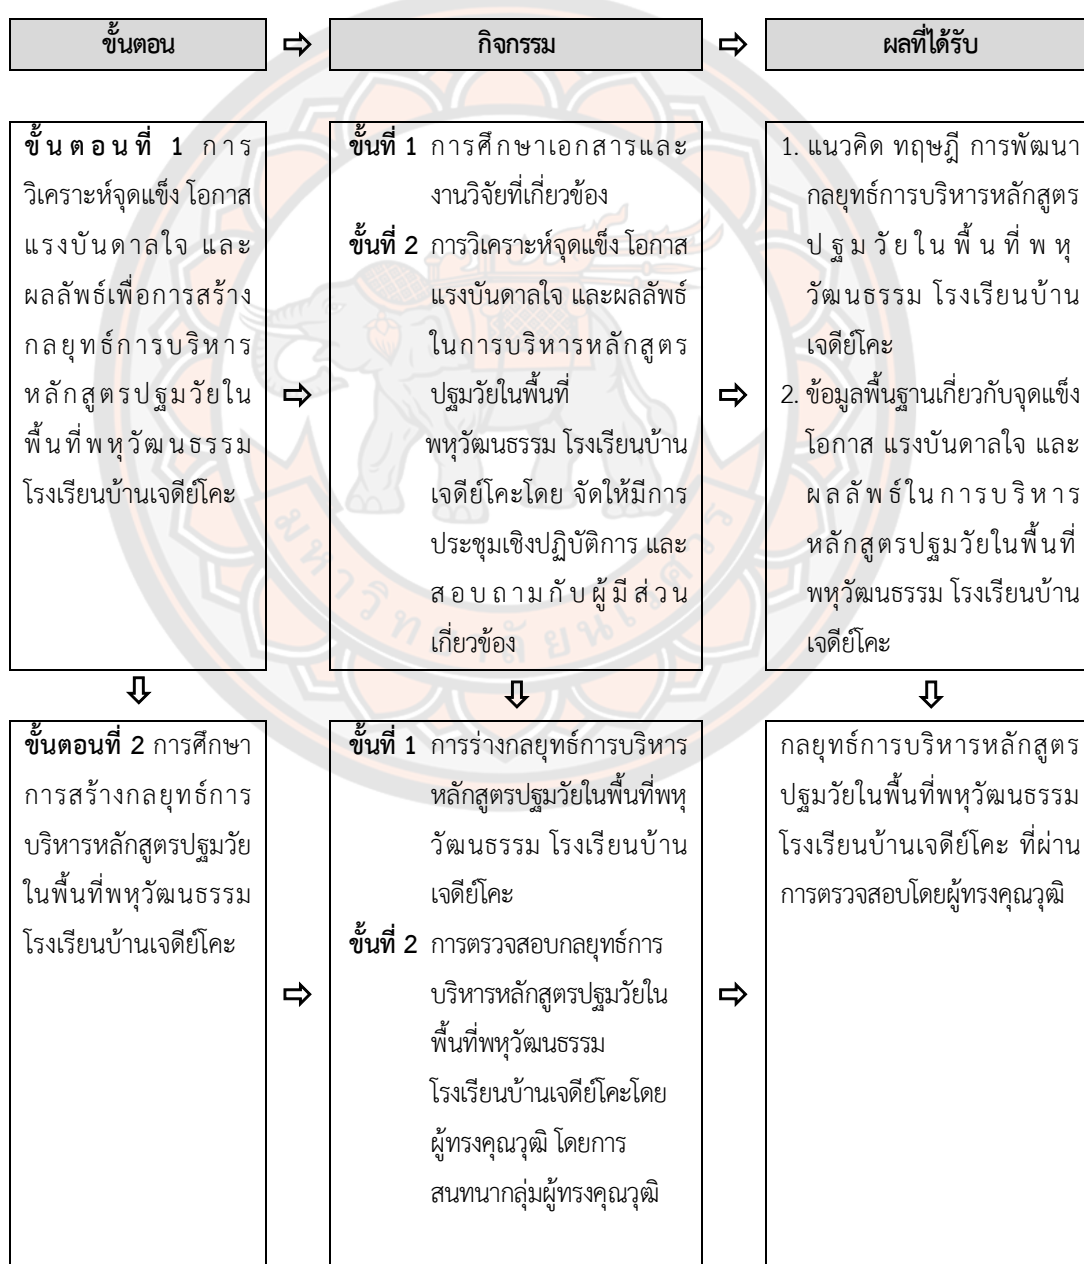 ขั้นตอน
กิจกรรม
ผลที่ได้รับ
ขั้นตอนที่ 1 การ
วิเคราะห์จุดแข็ง โอกาส
แรงบันดาลใจ และ
ผลลัพธ์เพื่อการสร้าง
กลยุทธ์การบริหาร
หลักสูตรปฐมวัยใน
พื้นที่พหุวัฒนธรรม
โรงเรียนบ้านเจดีย์โคะ
ขั้นที่ 1 การศึกษาเอกสารและ
งานวิจัยที่เกี่ยวข้อง
ขั้นที่ 2 การวิเคราะห์จุดแข็ง โอกาส
แรงบันดาลใจ และผลลัพธ์
ในการบริหารหลักสูตร
ปฐมวัยในพื้นที่
พหุวัฒนธรรม โรงเรียนบ้าน
เจดีย์โคะโดย จัดให้มีการ
ประชุมเชิงปฏิบัติการ และ
สอบถามกับผู้มีส่วน
เกี่ยวข้อง
1. แนวคิด ทฤษฎี การพัฒนา
กลยุทธ์การบริหารหลักสูตร
ปฐมวัยในพื้นที่พหุ
วัฒนธรรม โรงเรียนบ้าน
เจดีย์โคะ
2. ข้อมูลพื้นฐานเกี่ยวกับจุดแข็ง
โอกาส แรงบันดาลใจ และ
ผลลัพธ์ในการบริหาร
หลักสูตรปฐมวัยในพื้นที่
พหุวัฒนธรรม โรงเรียนบ้าน
เจดีย์โคะ
ขั้นตอนที่ 2 การศึกษา
การสร้างกลยุทธ์การ
บริหารหลักสูตรปฐมวัย
ในพื้นที่พหุวัฒนธรรม
โรงเรียนบ้านเจดีย์โคะ
ขั้นที่ 1 การร่างกลยุทธ์การบริหาร
หลักสูตรปฐมวัยในพื้นที่พหุ
วัฒนธรรม โรงเรียนบ้าน
เจดีย์โคะ
ขั้นที่ 2 การตรวจสอบกลยุทธ์การ
บริหารหลักสูตรปฐมวัยใน
พื้นที่พหุวัฒนธรรม
โรงเรียนบ้านเจดีย์โคะโดย
ผู้ทรงคุณวุฒิ โดยการ
สนทนากลุ่มผู้ทรงคุณวุฒิ
กลยุทธ์การบริหารหลักสูตร
ปฐมวัยในพื้นที่พหุวัฒนธรรม
โรงเรียนบ้านเจดีย์โคะ ที่ผ่าน
การตรวจสอบโดยผู้ทรงคุณวุฒิ
มหาวิทยาลัยนเรศวร